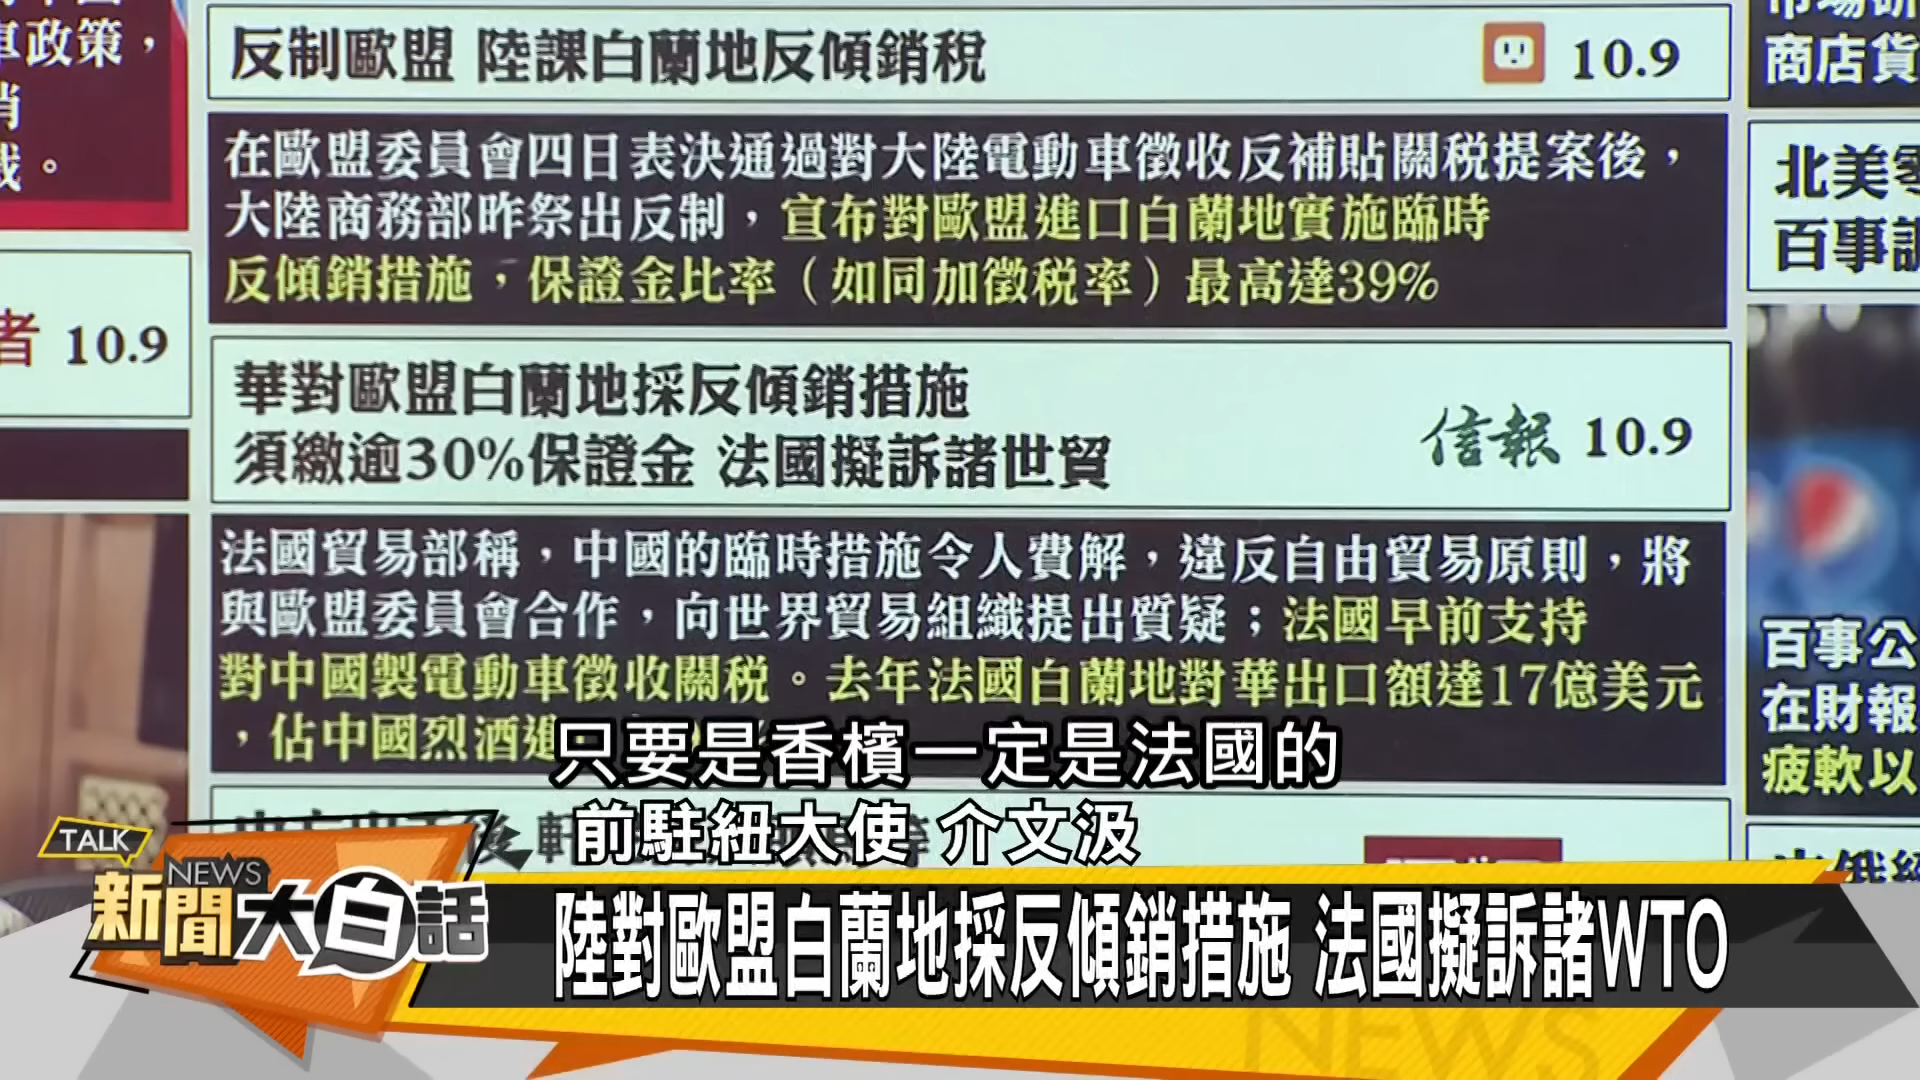 車政策，
反制歐盟 陸課白蘭地反傾銷稅
10.9
商店貨
在歐盟委員會四日表決通過對大陸電動車徵收反補貼關稅提案後，
大陸商務部昨祭出反制，宣布對歐盟進口白蘭地實施臨時
反傾銷措施，保證金比率（如同加徵稅率）最高達39%
北美零
百事
者 10.9
華對歐盟白蘭地採反傾銷措施
須繳逾30%保證金 法國擬訴諸世貿
信報 10.9
法國貿易部稱，中國的臨時措施令人費解，違反自由貿易原則，將
與歐盟委員會合作，向世界貿易組織提出質疑；法國早前支持
對中國製電動車徵收關稅。去年法國白蘭地對華出口額達17億美元
，佔中國烈酒進
百事公
在財報
疲軟以
只要是香檳一定是法國的
前駐紐大使 介文汲
TALK
NEWS
新聞大白話
陸對歐盟白蘭地採反傾銷措施 法國擬訴諸WTO
NEWS